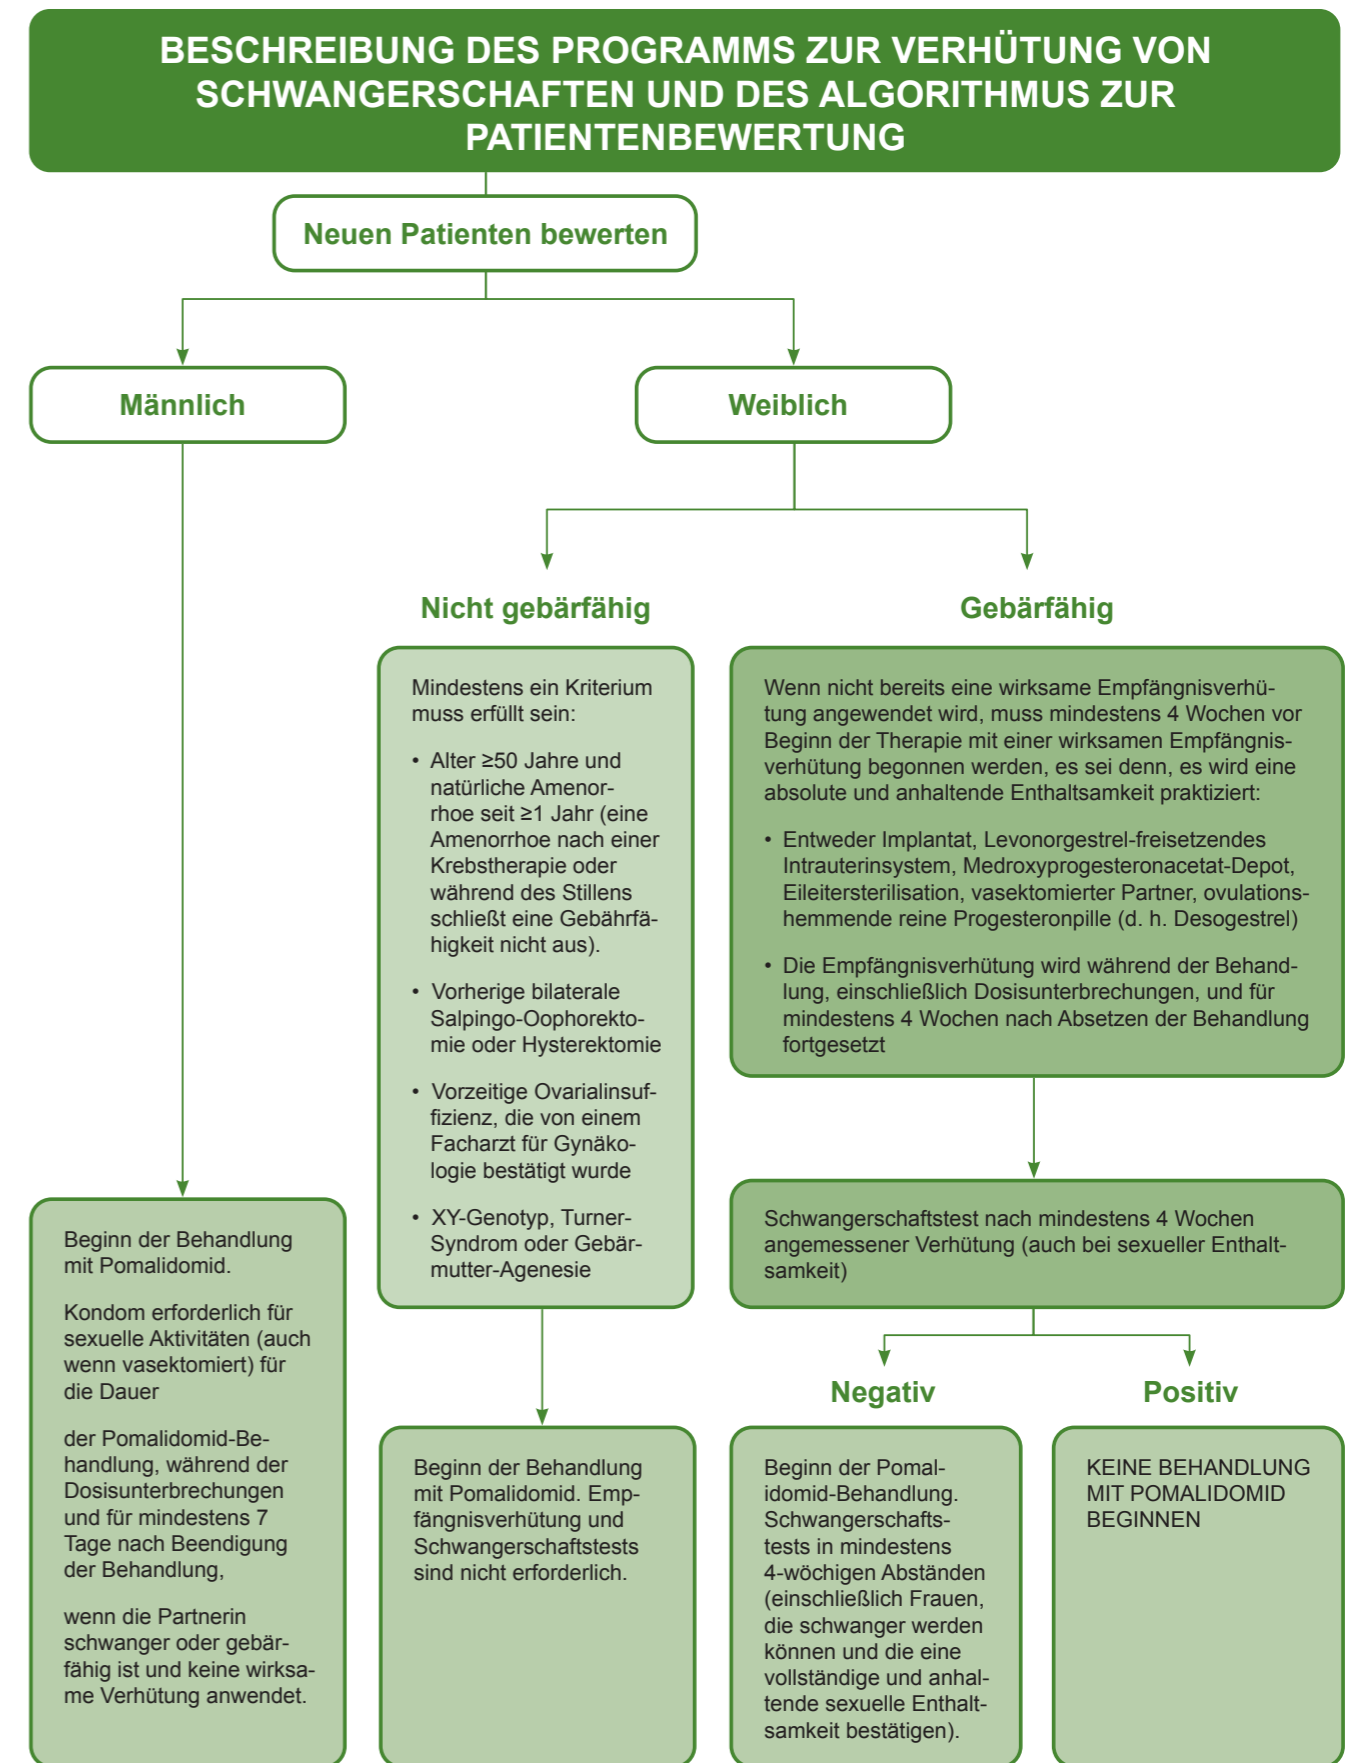 BESCHREIBUNG DES PROGRAMMS ZUR VERHÜTUNG VON
SCHWANGERSCHAFTEN UND DES ALGORITHMUS ZUR
PATIENTENBEWERTUNG
Neuen Patienten bewerten
Männlich
Weiblich
Nicht gebärfähig
Gebärfähig
Mindestens ein Kriterium
muss erfüllt sein:
• Alter ≥50 Jahre und
natürliche Amenor-
rhoe seit ≥1 Jahr (eine
Amenorrhoe nach einer
Krebstherapie oder
während des Stillens
schließt eine Gebährfä-
higkeit nicht aus).
• Vorherige bilaterale
Salpingo-Oophorekto-
mie oder Hysterektomie
• Vorzeitige Ovarialinsuf-
fizienz, die von einem
Facharzt für Gynäko-
logie bestätigt wurde
• XY-Genotyp, Turner-
Syndrom oder Gebär-
mutter-Agenesie
Wenn nicht bereits eine wirksame Empfängnisverhü-
tung angewendet wird, muss mindestens 4 Wochen vor
Beginn der Therapie mit einer wirksamen Empfängnis-
verhütung begonnen werden, es sei denn, es wird eine
absolute und anhaltende Enthaltsamkeit praktiziert:
• Entweder Implantat, Levonorgestrel-freisetzendes
Intrauterinsystem, Medroxyprogesteronacetat-Depot,
Eileitersterilisation, vasektomierter Partner, ovulations-
hemmende reine Progesteronpille (d. h. Desogestrel)
• Die Empfängnisverhütung wird während der Behand-
lung, einschließlich Dosisunterbrechungen, und für
mindestens 4 Wochen nach Absetzen der Behandlung
fortgesetzt
Schwangerschaftstest nach mindestens 4 Wochen
angemessener Verhütung (auch bei sexueller Enthalt-
samkeit)
Negativ
Positiv
Beginn der Behandlung
mit Pomalidomid.
Kondom erforderlich für
sexuelle Aktivitäten (auch
wenn vasektomiert) für
die Dauer
der Pomalidomid-Be-
handlung, während der
Dosisunterbrechungen
und für mindestens 7
Tage nach Beendigung
der Behandlung,
wenn die Partnerin
schwanger oder gebär-
fähig ist und keine wirksa-
me Verhütung anwendet.
Beginn der Behandlung
mit Pomalidomid. Emp-
fängnisverhütung und
Schwangerschaftstests
sind nicht erforderlich.
Beginn der Pomal-
idomid-Behandlung.
Schwangerschafts-
tests in mindestens
4-wöchigen Abständen
(einschließlich Frauen,
die schwanger werden
können und die eine
vollständige und anhal-
tende sexuelle Enthalt-
samkeit bestätigen).
KEINE BEHANDLUNG
MIT POMALIDOMID
BEGINNEN